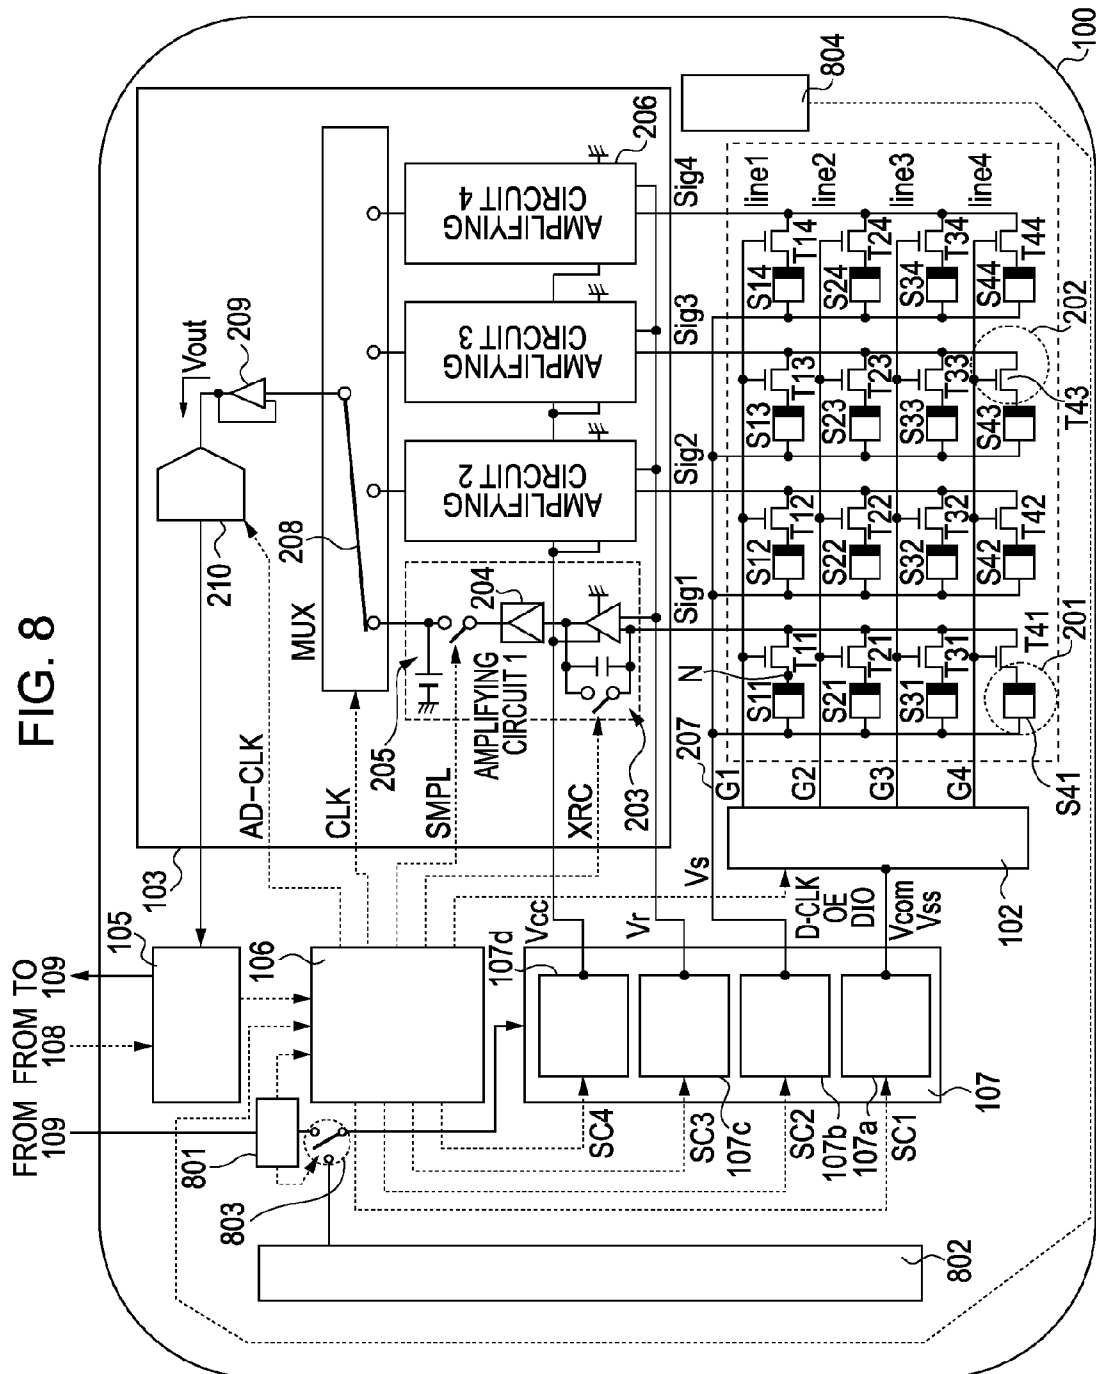 FIG. 8
FROM 109
FROM 108
TO 109
100
103
105
106
107
107a
107b
107c
107d
801
802
803
804
SC1
SC2
SC3
SC4
AD-CLK
CLK
SMPL
XRC
Vcc
Vr
Vs
D-CLK
OE
DIO
Vcom
Vss
102
MUX
208
209
210
Vout
205
204
203
206
207
AMPLIFYING CIRCUIT 1
AMPLIFYING CIRCUIT 2
AMPLIFYING CIRCUIT 3
AMPLIFYING CIRCUIT 4
Sig1
Sig2
Sig3
Sig4
G1
G2
G3
G4
N
line1
line2
line3
line4
S11
T11
S12
T12
S13
T13
S14
T14
S21
T21
S22
T22
S23
T23
S24
T24
S31
T31
S32
T32
S33
T33
S34
T34
S41
T41
S42
T42
S43
T43
S44
T44
201
202